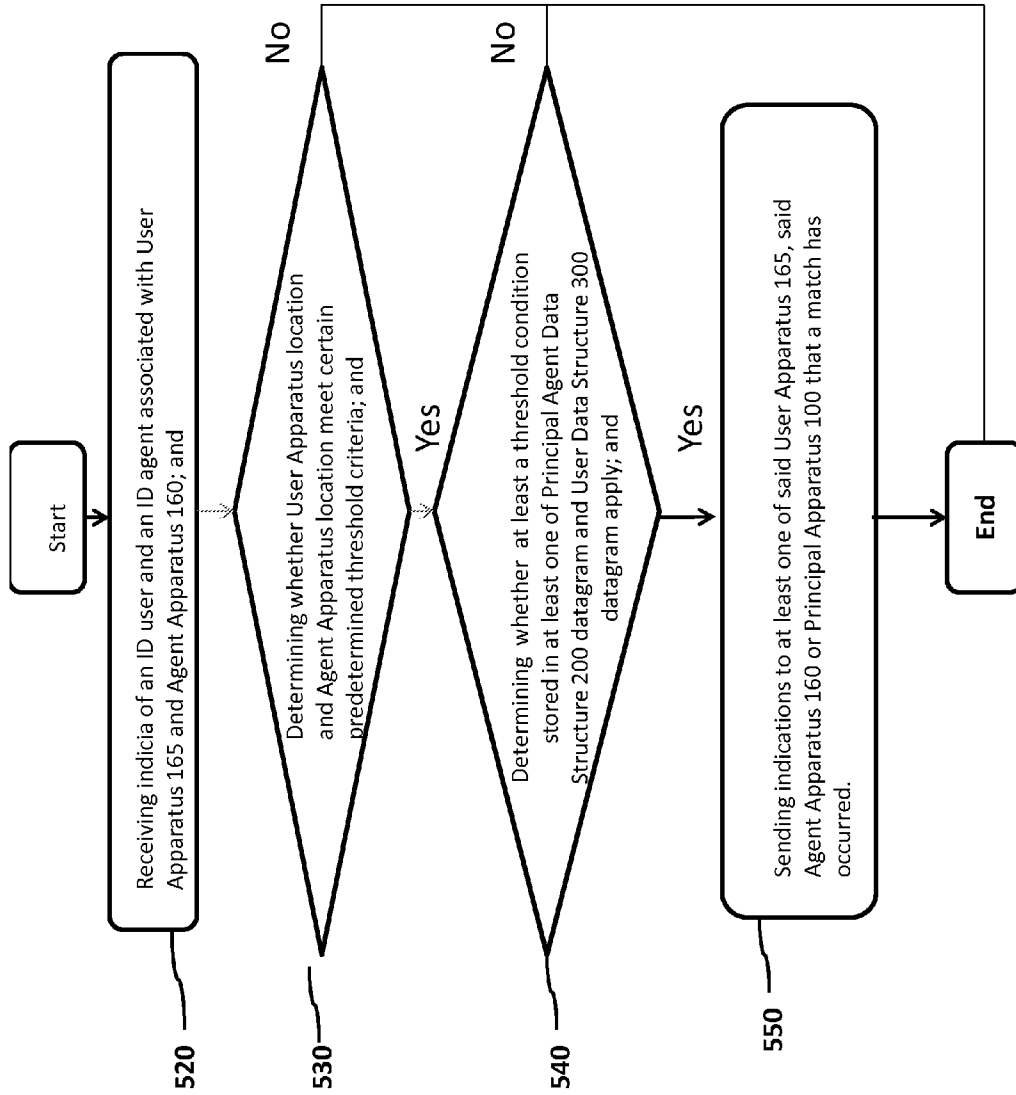 Start
Receiving indicia of an ID user and an ID agent associated with User
Apparatus 165 and Agent Apparatus 160; and
520
Determining whether User Apparatus location
and Agent Apparatus location meet certain
predetermined threshold criteria; and
530
No
Yes
Determining whether at least a threshold condition
stored in at least one of Principal Agent Data
Structure 200 datagram and User Data Structure 300
datagram apply; and
540
No
Yes
Sending indications to at least one of said User Apparatus 165, said
Agent Apparatus 160 or Principal Apparatus 100 that a match has
occurred.
550
End